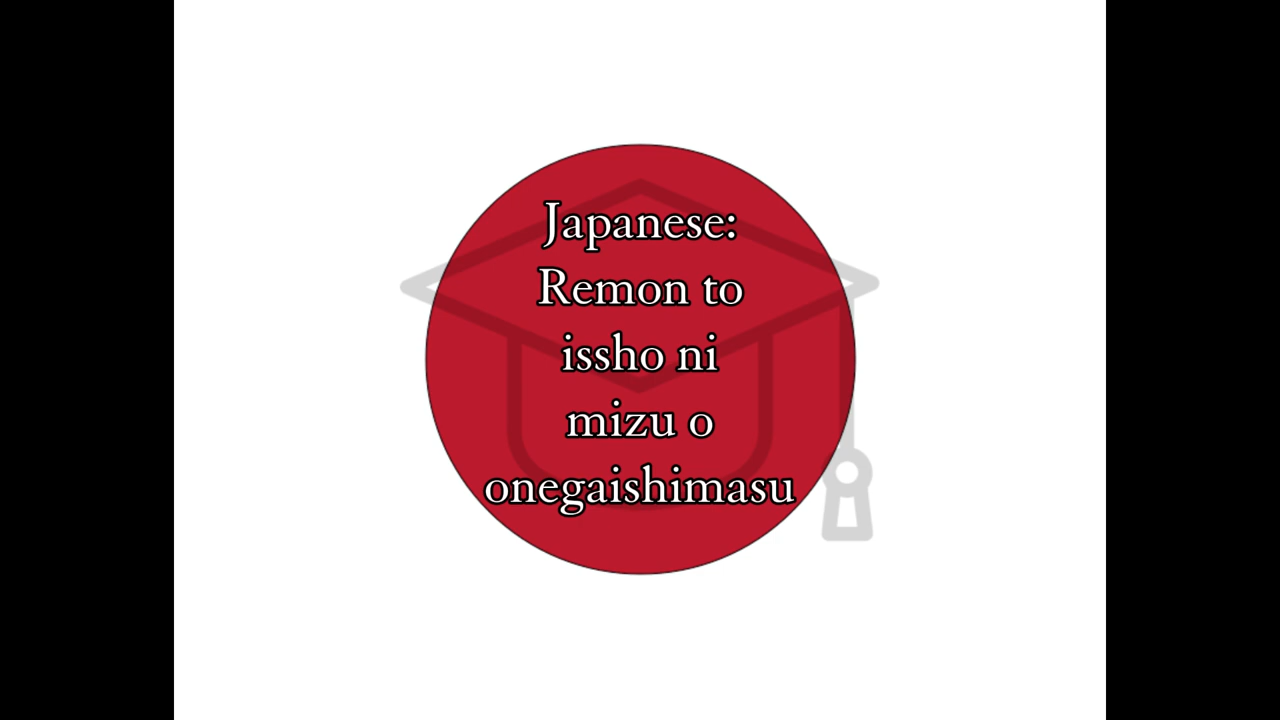 Japanese:
Remon to
issho ni
mizu o
onegaishimasu